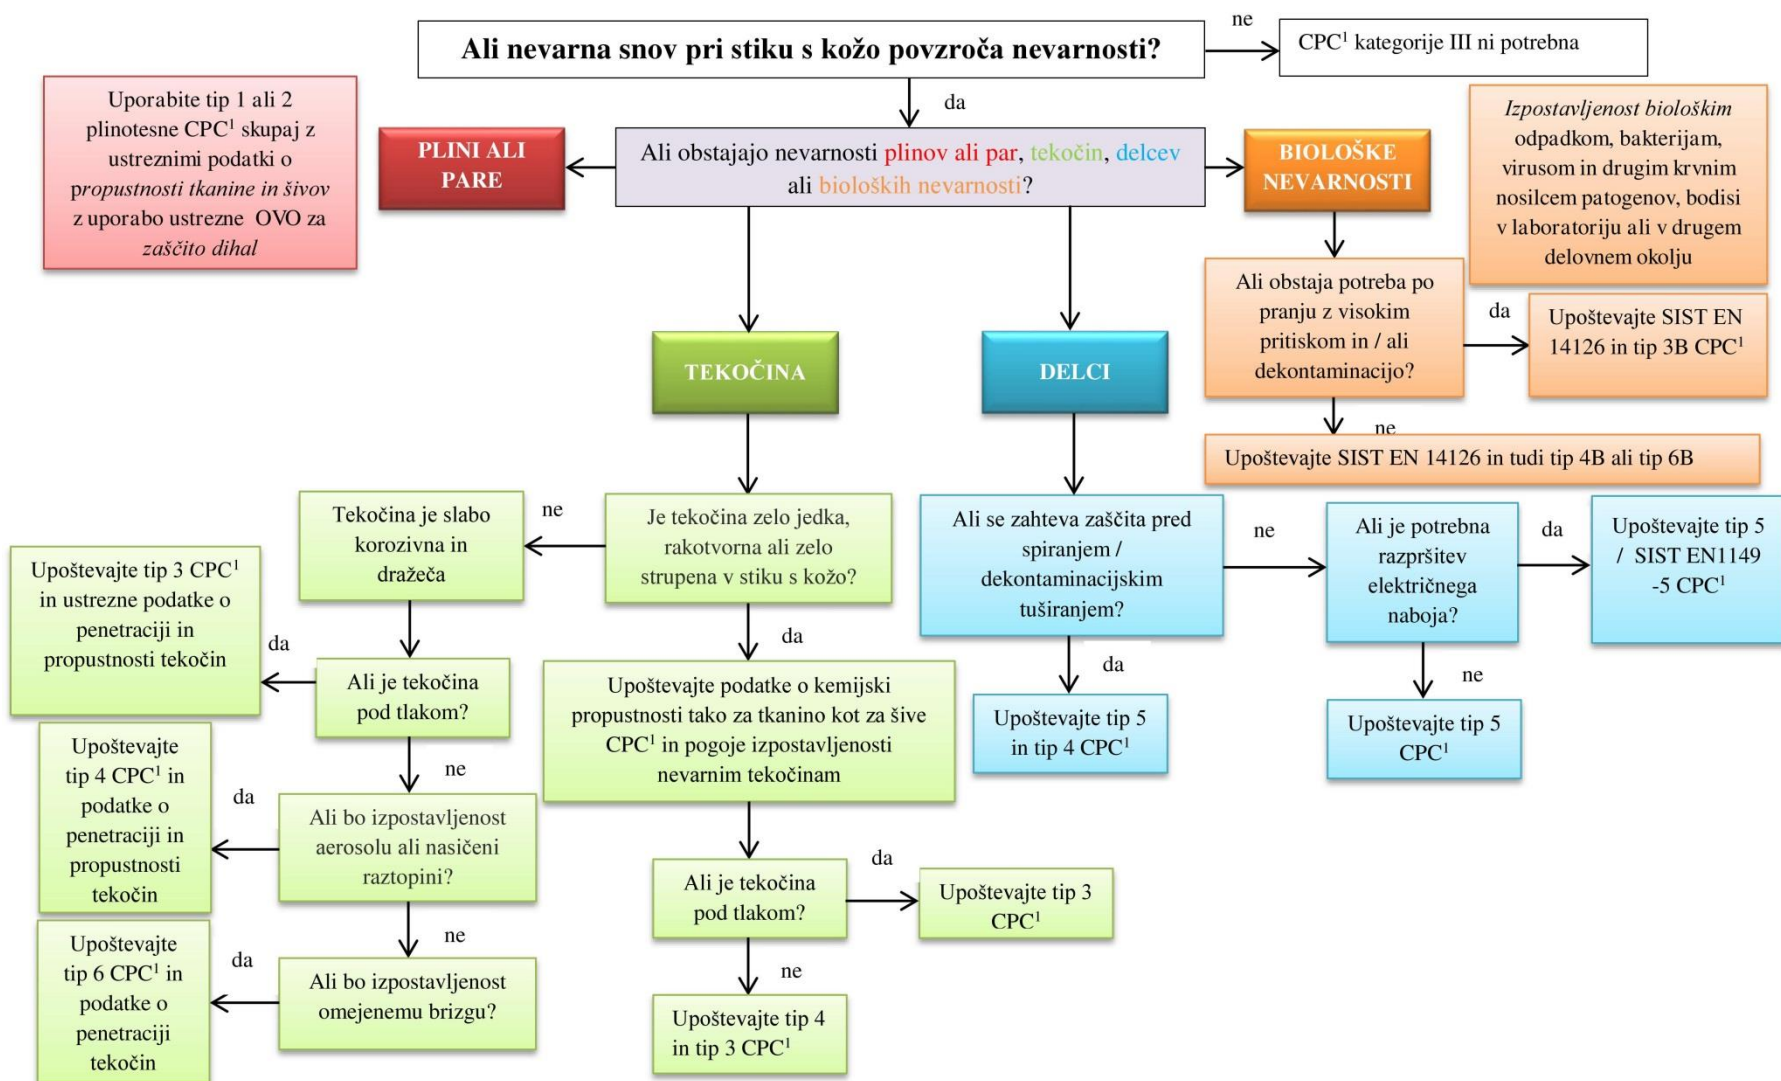 Ali nevarna snov pri stiku s kožo povzroča nevarnosti?
ne
CPC¹ kategorije III ni potrebna
da
Uporabite tip 1 ali 2
plinotesne CPC¹ skupaj z
ustreznimi podatki o
propustnosti tkanine in šivov
z uporabo ustrezne OVO za
zaščito dihal
PLINI ALI
PARE
Ali obstajajo nevarnosti plinov ali par, tekočin, delcev
ali bioloških nevarnosti?
BIOLOŠKE
NEVARNOSTI
Izpostavljenost biološkim
odpadkom, bakterijam,
virusom in drugim krvnim
nosilcem patogenov, bodisi
v laboratoriju ali v drugem
delovnem okolju
Ali obstaja potreba po
pranju z visokim
pritiskom in / ali
dekontaminacijo?
da
Upoštevajte SIST EN
14126 in tip 3B CPC¹
ne
Upoštevajte SIST EN 14126 in tudi tip 4B ali tip 6B
TEKOČINA
DELCI
Je tekočina zelo jedka,
rakotvorna ali zelo
strupena v stiku s kožo?
ne
Tekočina je slabo
korozivna in
dražeča
Ali je tekočina
pod tlakom?
da
Upoštevajte tip 3 CPC¹
in ustrezne podatke o
penetraciji in
propustnosti tekočin
ne
Ali bo izpostavljenost
aerosolu ali nasičeni
raztopini?
da
Upoštevajte
tip 4 CPC¹ in
podatke o
penetraciji in
propustnosti
tekočin
ne
Ali bo izpostavljenost
omejenemu brizgu?
da
Upoštevajte
tip 6 CPC¹ in
podatke o
penetraciji
tekočin
da
Upoštevajte podatke o kemijski
propustnosti tako za tkanino kot za šive
CPC¹ in pogoje izpostavljenosti
nevarnim tekočinam
Ali je tekočina
pod tlakom?
da
Upoštevajte tip 3
CPC¹
ne
Upoštevajte tip 4
in tip 3 CPC¹
Ali se zahteva zaščita pred
spiranjem /
dekontaminacijskim
tuširanjem?
da
Upoštevajte tip 5
in tip 4 CPC¹
ne
Ali je potrebna
razpršitev
električnega
naboja?
da
Upoštevajte tip 5
/ SIST EN1149
-5 CPC¹
ne
Upoštevajte tip 5
CPC¹